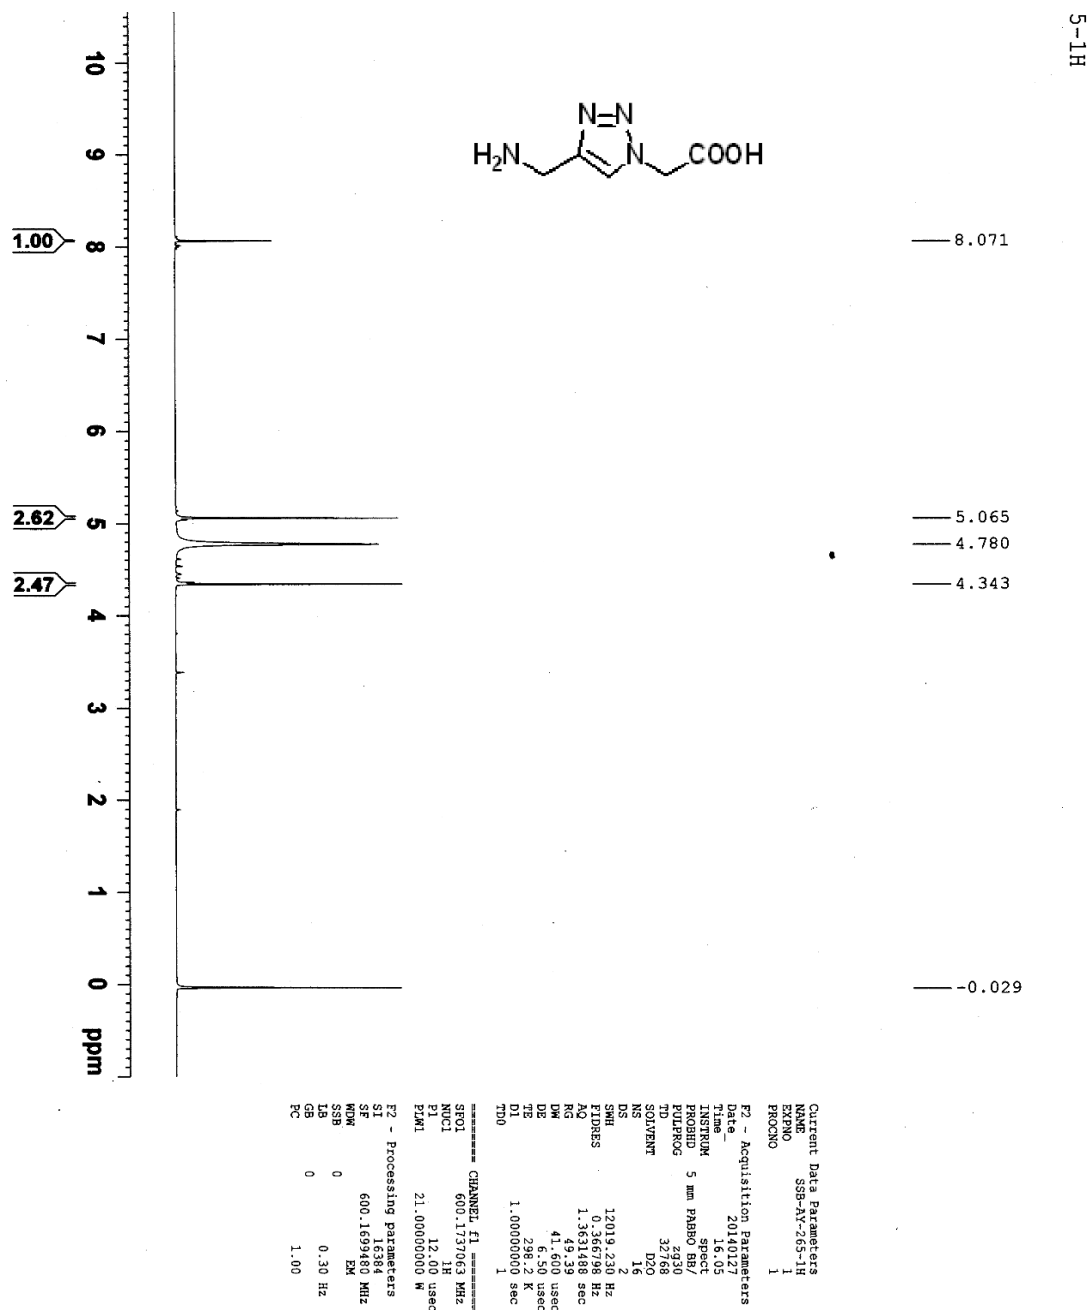 5-1H
H2N
N=N
N
COOH
10
9
8
7
6
5
4
3
2
1
0
ppm
1.00
2.62
2.47
8.071
5.065
4.780
4.343
-0.029
Current Data Parameters
NAME SSB-AY-265-1H
EXPNO 1
PROCNO 1
F2 - Acquisition Parameters
Date_ 20140127
Time 16.05
INSTRUM spect
PROBHD 5 mm PABBO BB/
PULPROG zg30
TD 32768
SOLVENT D2O
NS 16
DS 2
SWH 12019.230 Hz
FIDRES 0.366798 Hz
AQ 1.3631488 sec
RG 49.39
DW 41.600 usec
DE 6.50 usec
TE 298.2 K
D1 1.00000000 sec
TD0 1
======== CHANNEL f1 ========
SFO1 600.1737063 MHz
NUC1 1H
P1 12.00 usec
PLW1 21.00000000 W
F2 - Processing parameters
SI 16384
SF 600.1699480 MHz
WDW EM
SSB 0
LB 0.30 Hz
GB 0
PC 1.00